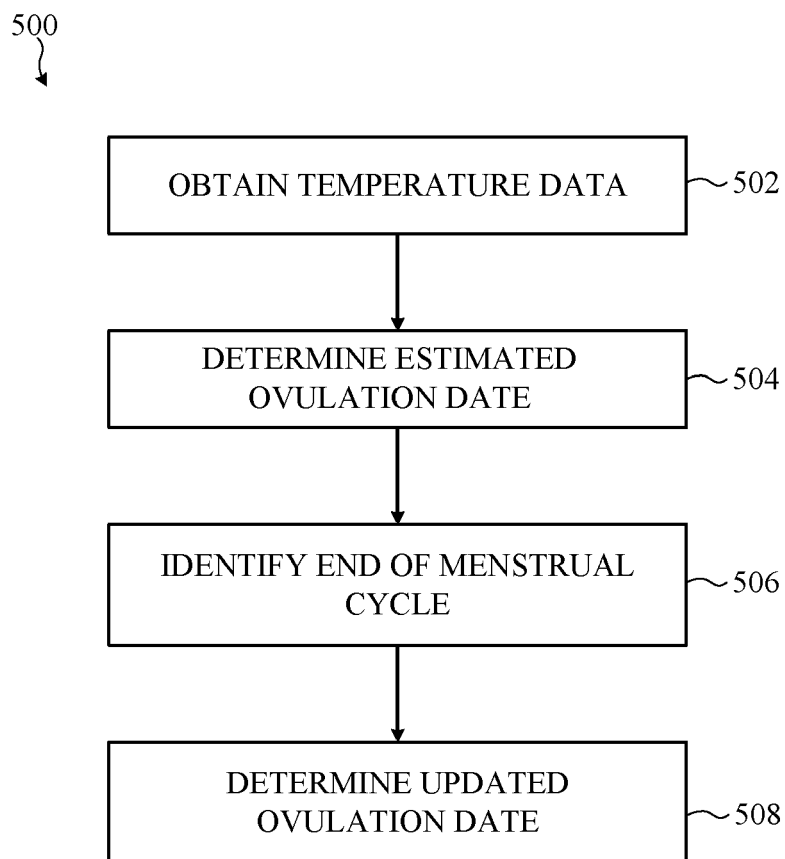 500
OBTAIN TEMPERATURE DATA
502
DETERMINE ESTIMATED
OVULATION DATE
504
IDENTIFY END OF MENSTRUAL
CYCLE
506
DETERMINE UPDATED
OVULATION DATE
508